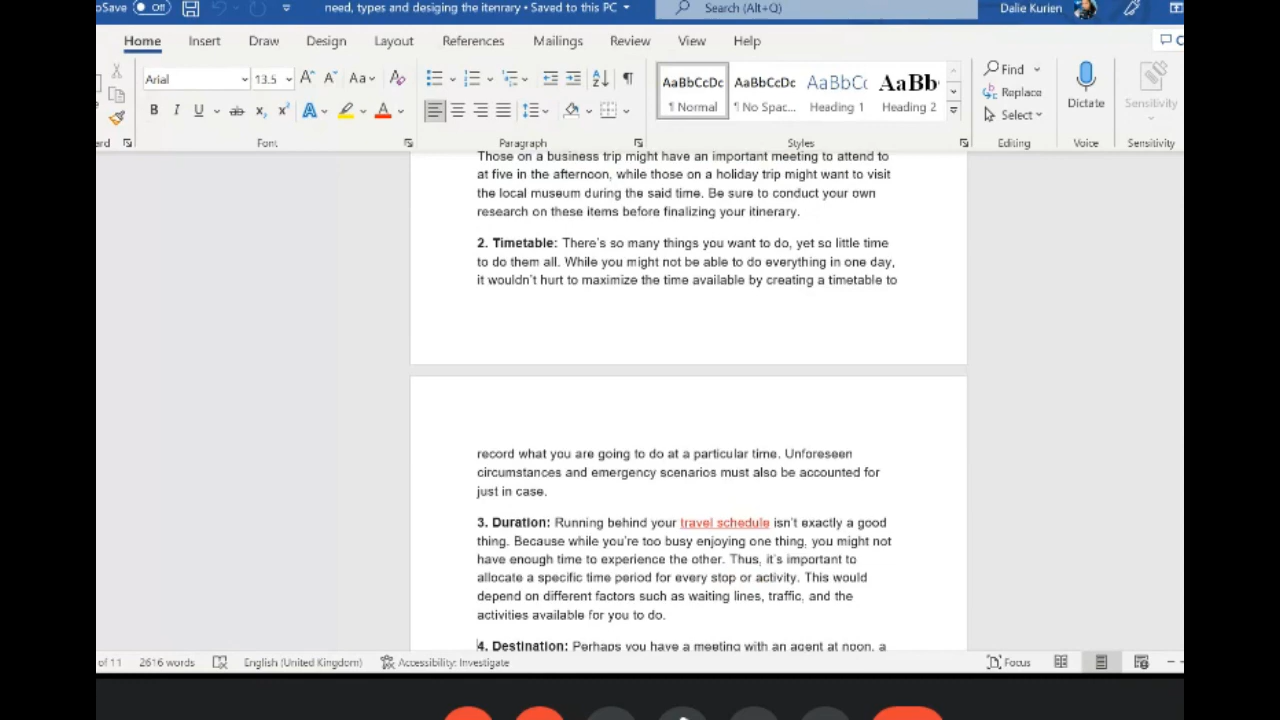 oSave Off need, types and desiging the itenrary • Saved to this PC Search (Alt+Q) Dalie Kurien
Home Insert Draw Design Layout References Mailings Review View Help
Arial 13.5 Aa AaBbCcDc AaBbCcDc AaBbCc AaBb Find Dictate Sensitivity
¶ Normal ¶ No Spac... Heading 1 Heading 2 Replace
Select
rd Font Paragraph Styles Editing Voice Sensitivity
Those on a business trip might have an important meeting to attend to
at five in the afternoon, while those on a holiday trip might want to visit
the local museum during the said time. Be sure to conduct your own
research on these items before finalizing your itinerary.
2. Timetable: There's so many things you want to do, yet so little time
to do them all. While you might not be able to do everything in one day,
it wouldn't hurt to maximize the time available by creating a timetable to
record what you are going to do at a particular time. Unforeseen
circumstances and emergency scenarios must also be accounted for
just in case.
3. Duration: Running behind your travel schedule isn't exactly a good
thing. Because while you're too busy enjoying one thing, you might not
have enough time to experience the other. Thus, it's important to
allocate a specific time period for every stop or activity. This would
depend on different factors such as waiting lines, traffic, and the
activities available for you to do.
4. Destination: Perhaps you have a meeting with an agent at noon, a
of 11 2616 words English (United Kingdom) Accessibility: Investigate Focus